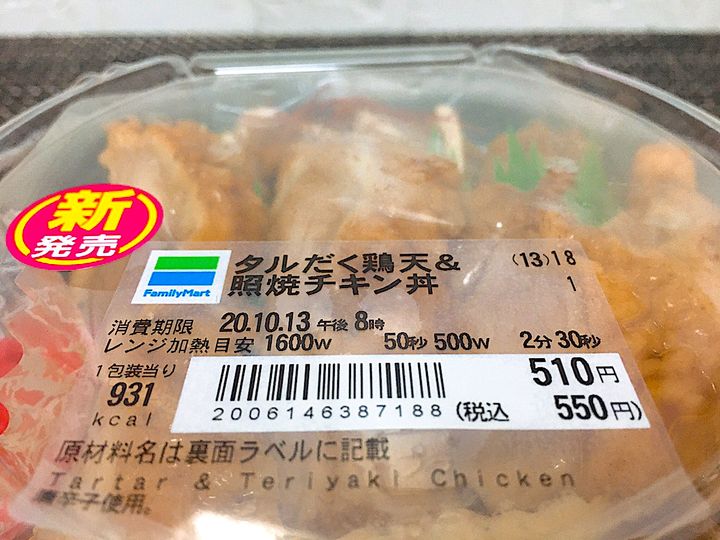 新
発売
FamilyMart
タルだく鶏天&
照焼チキン丼
(13)18
1
消費期限 20.10.13 午後 8時
レンジ加熱目安 1600W 50秒 500W 2分30秒
1包装当り
931
kcal
2006146387188
510円
(税込 550円)
原材料名は裏面ラベルに記載
Tartar & Teriyaki Chicken
唐辛子使用。